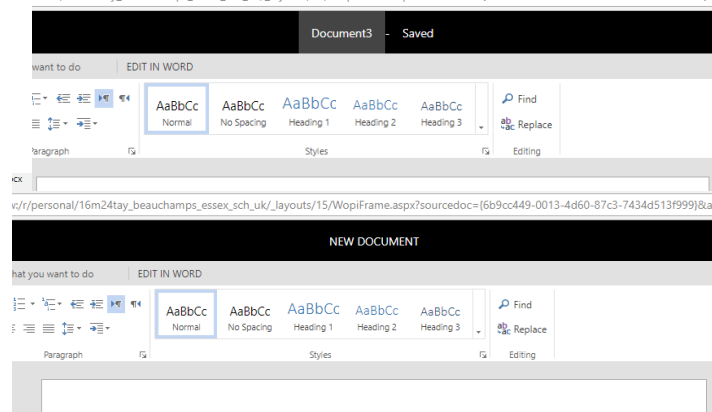 Document3 - Saved
want to do EDIT IN WORD
AaBbCc AaBbCc AaBbCc AaBbCc AaBbCc Find
Normal No Spacing Heading 1 Heading 2 Heading 3 Replace
Paragraph Styles Editing
cx
:/r/personal/16m24tay_beauchamps_essex_sch_uk/_layouts/15/WopiFrame.aspx?sourcedoc={6b9cc449-0013-4d60-87c3-7434d513f999}&a
NEW DOCUMENT
hat you want to do EDIT IN WORD
AaBbCc AaBbCc AaBbCc AaBbCc AaBbCc Find
Normal No Spacing Heading 1 Heading 2 Heading 3 Replace
Paragraph Styles Editing